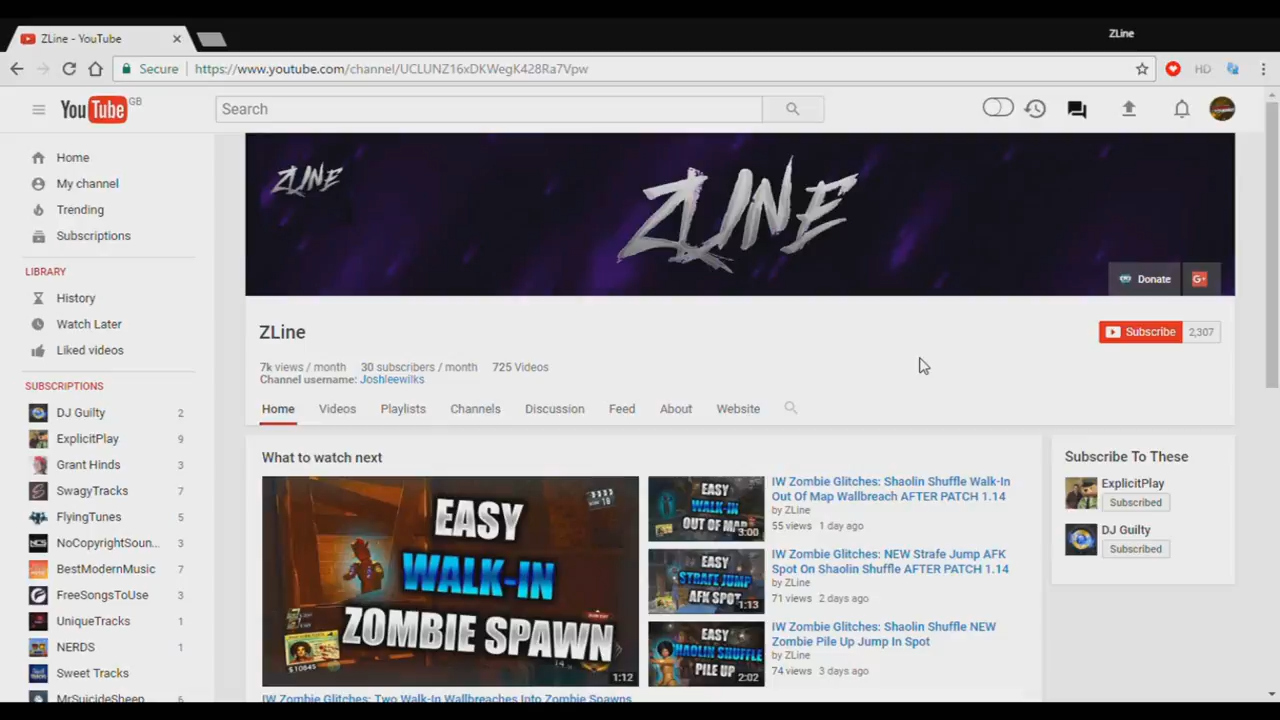 ZLine - YouTube
ZLine
Secure
https://www.youtube.com/channel/UCLUNZ16xDKWegK428Ra7Vpw
HD
YouTube GB
Search
Home
My channel
Trending
Subscriptions
LIBRARY
History
Watch Later
Liked videos
SUBSCRIPTIONS
DJ Guilty 2
ExplicitPlay 9
Grant Hinds 3
SwagyTracks 7
FlyingTunes 5
NoCopyrightSoun... 3
BestModernMusic 7
FreeSongsToUse 3
UniqueTracks 1
NERDS 1
Sweet Tracks
MrSuicideSheep 6
ZLINE
ZLINE
Donate
G+
ZLine
Subscribe 2,307
7k views / month 30 subscribers / month 725 Videos
Channel username: Joshleewilks
Home Videos Playlists Channels Discussion Feed About Website
What to watch next
EASY
WALK-IN
ZOMBIE SPAWN
1:12
IW Zombie Glitches: Two Walk-In Wallbreaches Into Zombie Spawns
EASY
WALK-IN
OUT OF MAP
3:00
IW Zombie Glitches: Shaolin Shuffle Walk-In
Out Of Map Wallbreach AFTER PATCH 1.14
by ZLine
55 views 1 day ago
EASY
STRAFE JUMP
AFK SPOT
1:13
IW Zombie Glitches: NEW Strafe Jump AFK
Spot On Shaolin Shuffle AFTER PATCH 1.14
by ZLine
71 views 2 days ago
EASY
SHAOLIN SHUFFLE
PILE UP
2:02
IW Zombie Glitches: Shaolin Shuffle NEW
Zombie Pile Up Jump In Spot
by ZLine
74 views 3 days ago
Subscribe To These
ExplicitPlay
Subscribed
DJ Guilty
Subscribed